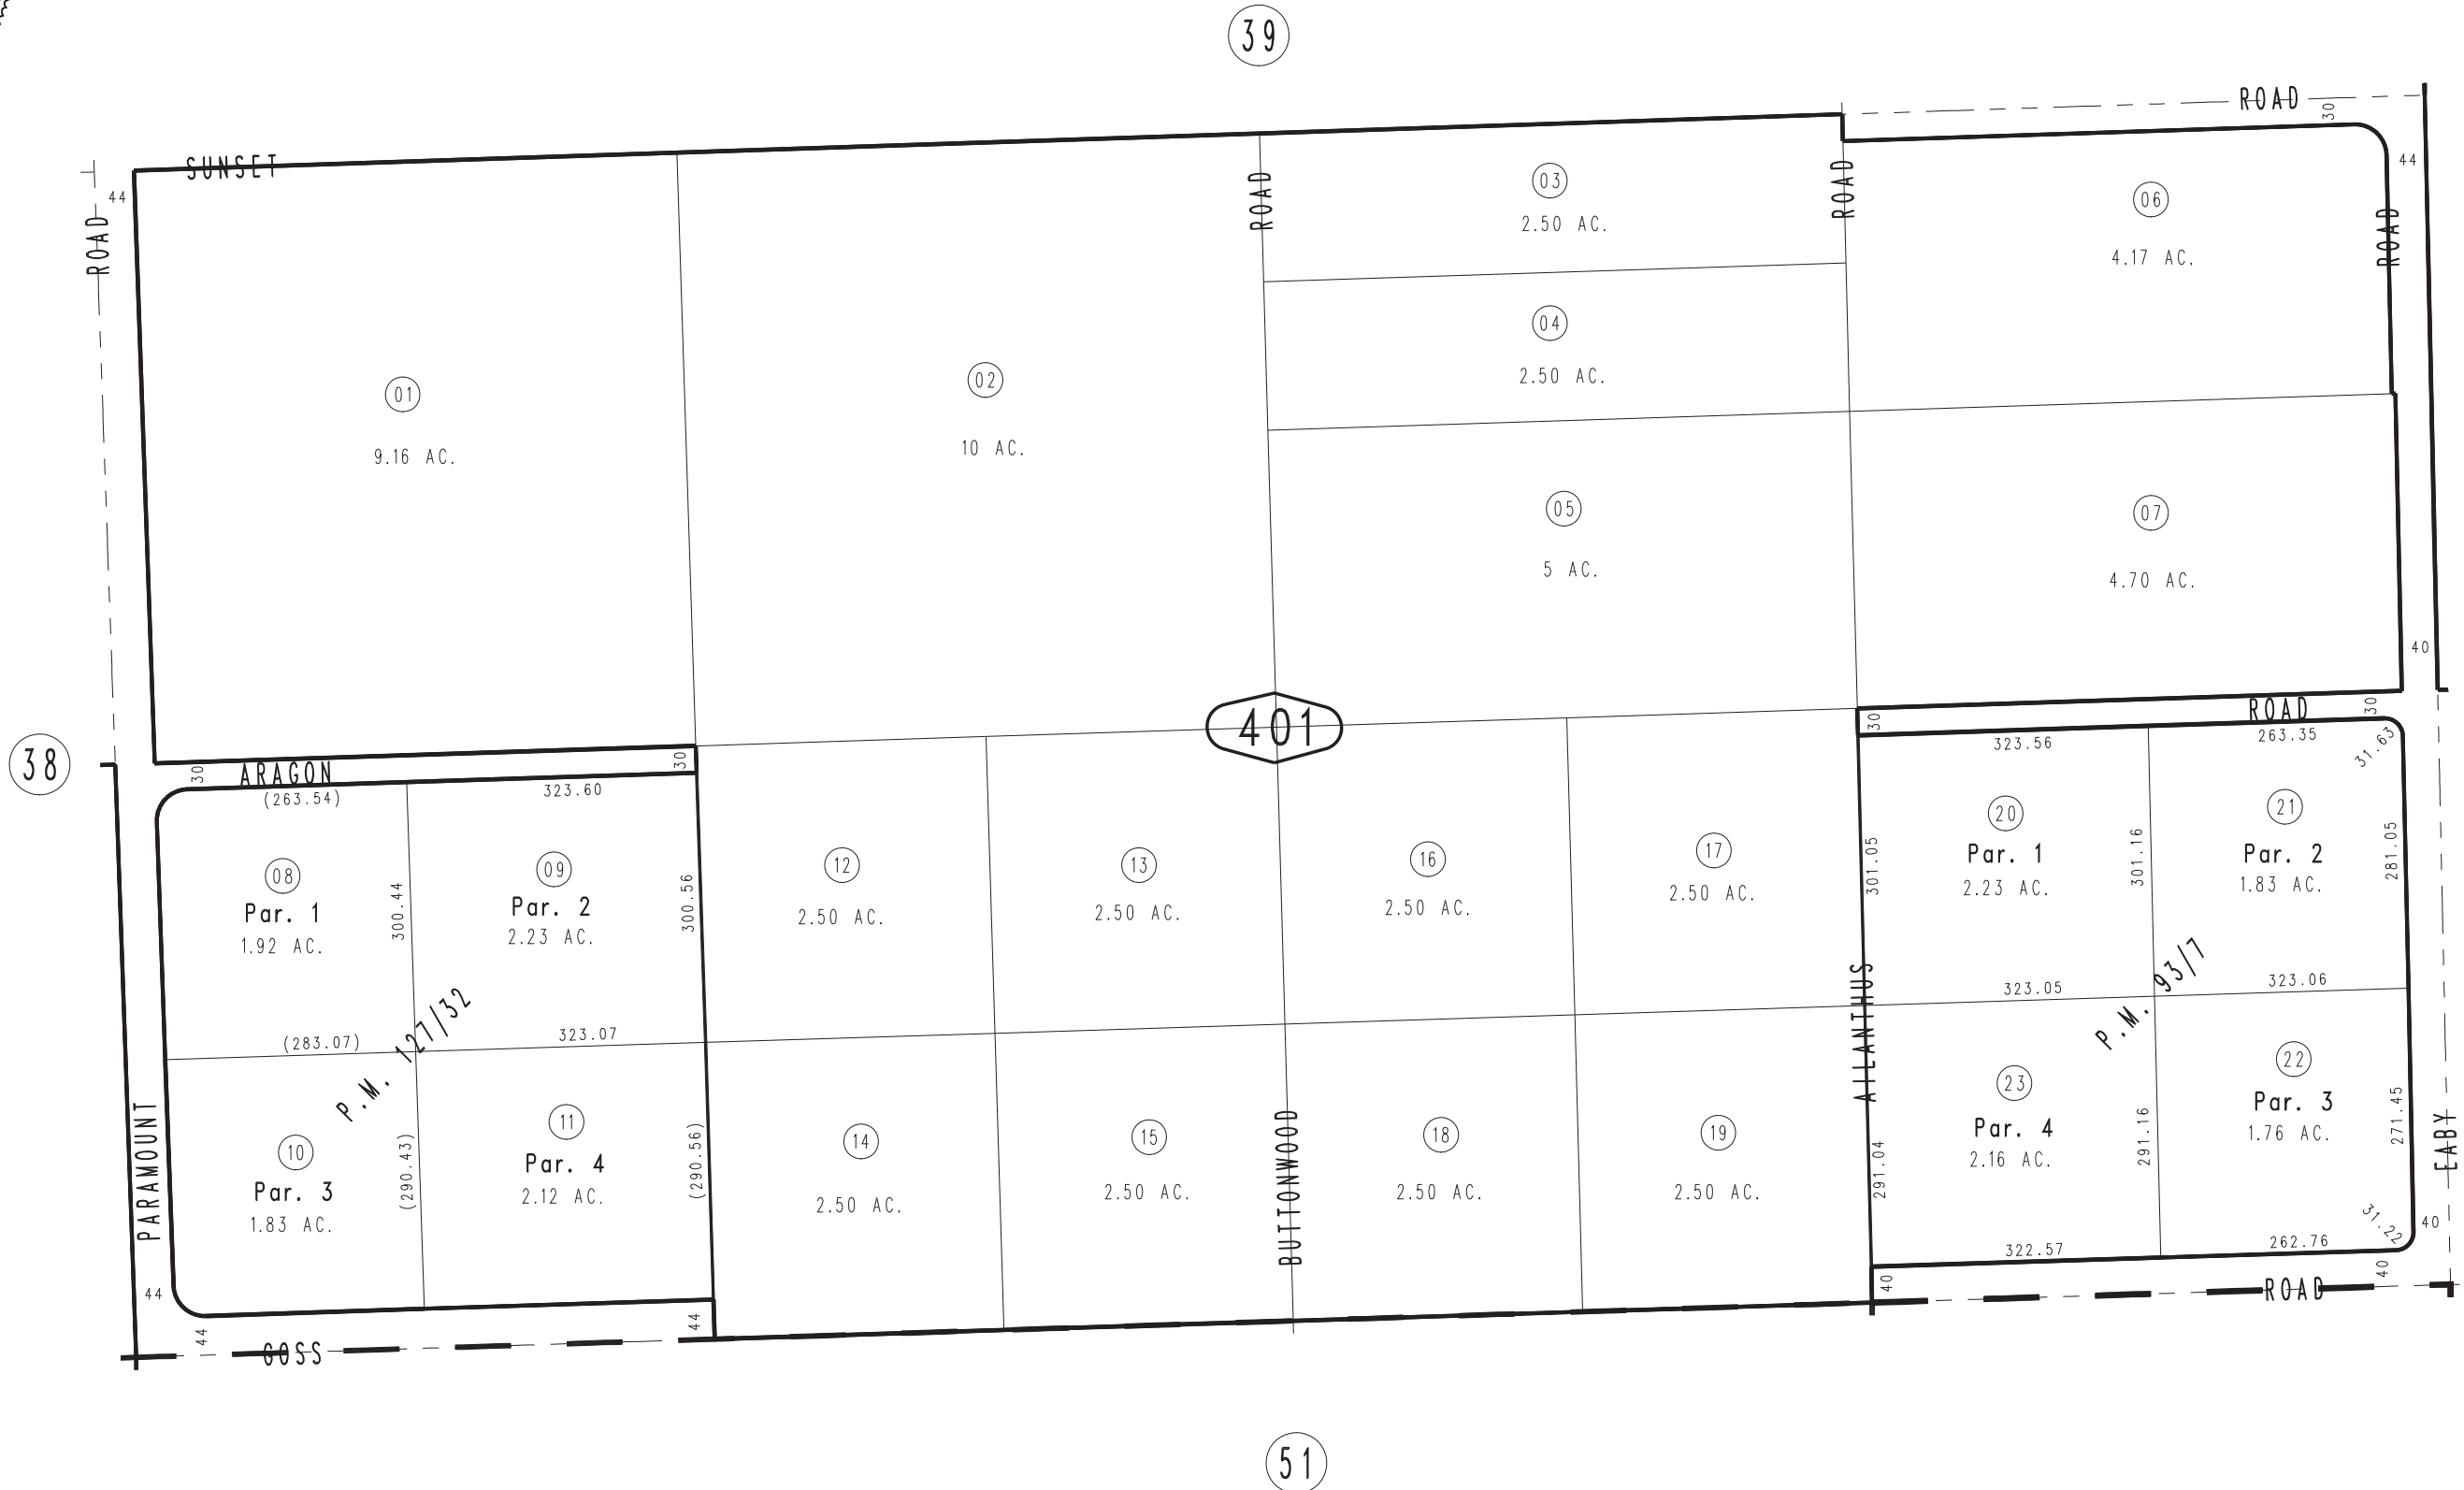 39
ROAD
30
SUNSET
44
44
ROAD
ROAD
ROAD
ROAD
03
2.50 AC.
06
4.17 AC.
04
2.50 AC.
01
9.16 AC.
02
10 AC.
05
5 AC.
07
4.70 AC.
40
401
38
30
ARAGON
30
30
ROAD
30
(263.54)
323.60
323.56
263.35
31.63
08
Par. 1
1.92 AC.
300.44
09
Par. 2
2.23 AC.
300.56
12
2.50 AC.
13
2.50 AC.
16
2.50 AC.
17
2.50 AC.
301.05
20
Par. 1
2.23 AC.
301.16
21
Par. 2
1.83 AC.
281.05
P.M. 127/32
P.M. 93/7
(283.07)
323.07
323.05
323.06
AILANTHUS
PARAMOUNT
10
Par. 3
1.83 AC.
(290.43)
11
Par. 4
2.12 AC.
(290.56)
14
2.50 AC.
15
2.50 AC.
BUTTONWOOD
18
2.50 AC.
19
2.50 AC.
291.04
23
Par. 4
2.16 AC.
291.16
22
Par. 3
1.76 AC.
271.45
EABY
31.22
40
322.57
262.76
44
44
GOSS
44
40
ROAD
40
51